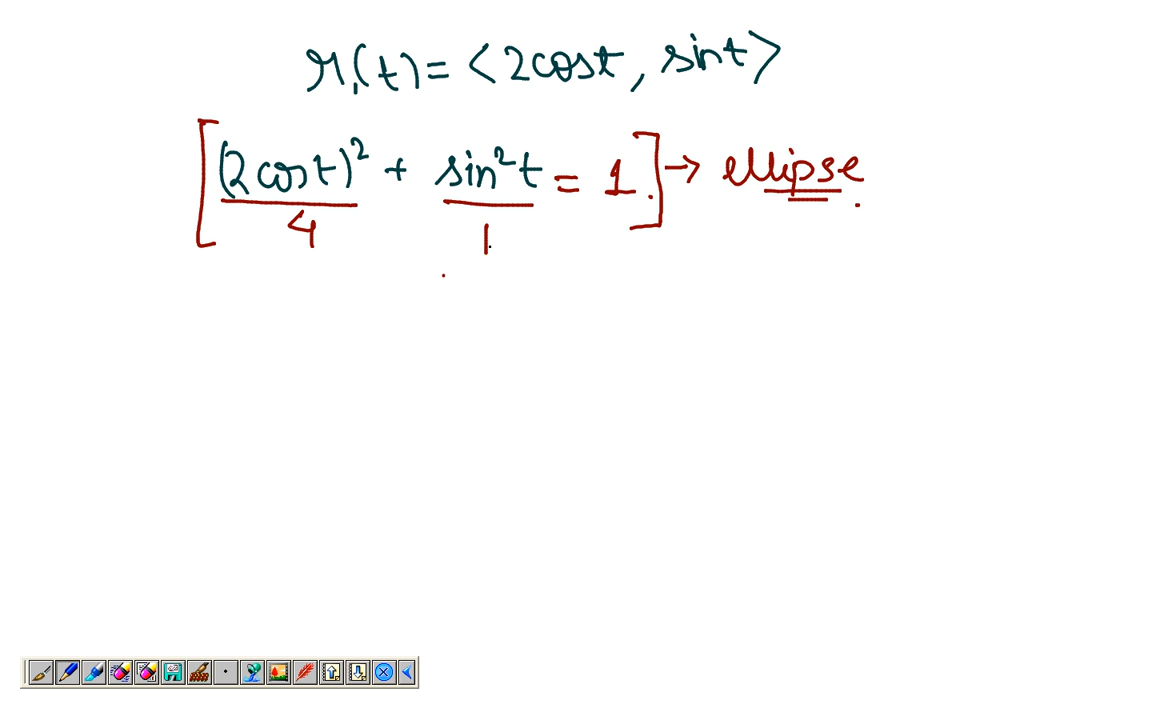 r₁(t) = <2cost, sint>
[(2cost)²/4 + sin²t/1 = 1.] → ellipse.